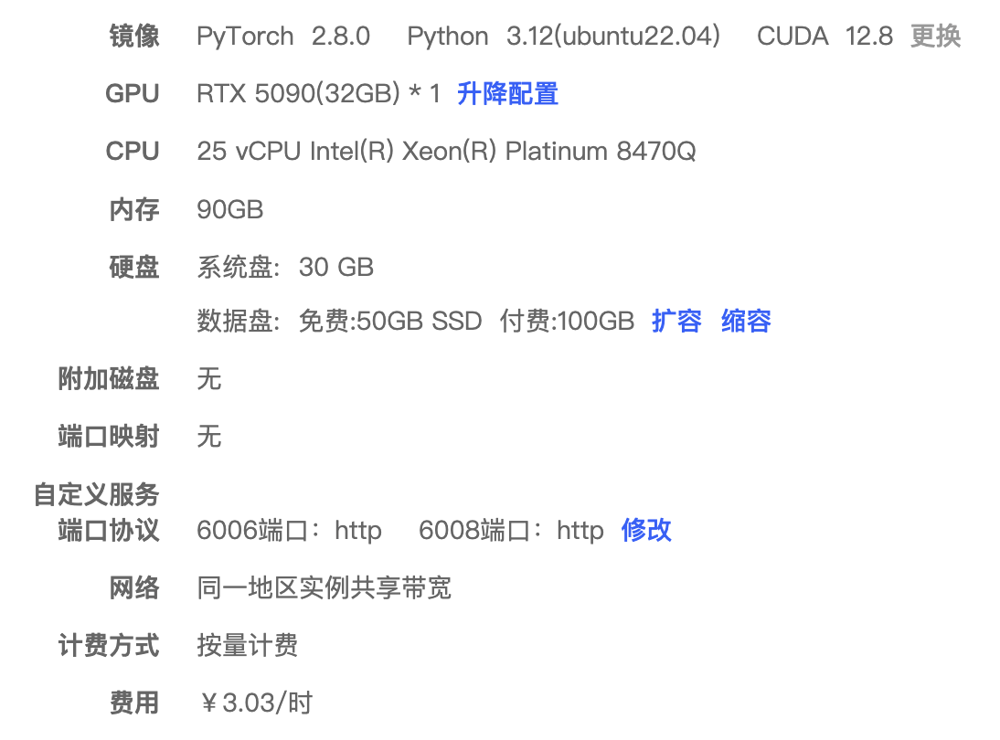 镜像 PyTorch 2.8.0 Python 3.12(ubuntu22.04) CUDA 12.8 更换
GPU RTX 5090(32GB) * 1 升降配置
CPU 25 vCPU Intel(R) Xeon(R) Platinum 8470Q
内存 90GB
硬盘 系统盘: 30 GB
数据盘: 免费:50GB SSD 付费:100GB 扩容 缩容
附加磁盘 无
端口映射 无
自定义服务
端口协议 6006端口：http 6008端口：http 修改
网络 同一地区实例共享带宽
计费方式 按量计费
费用 ￥3.03/时